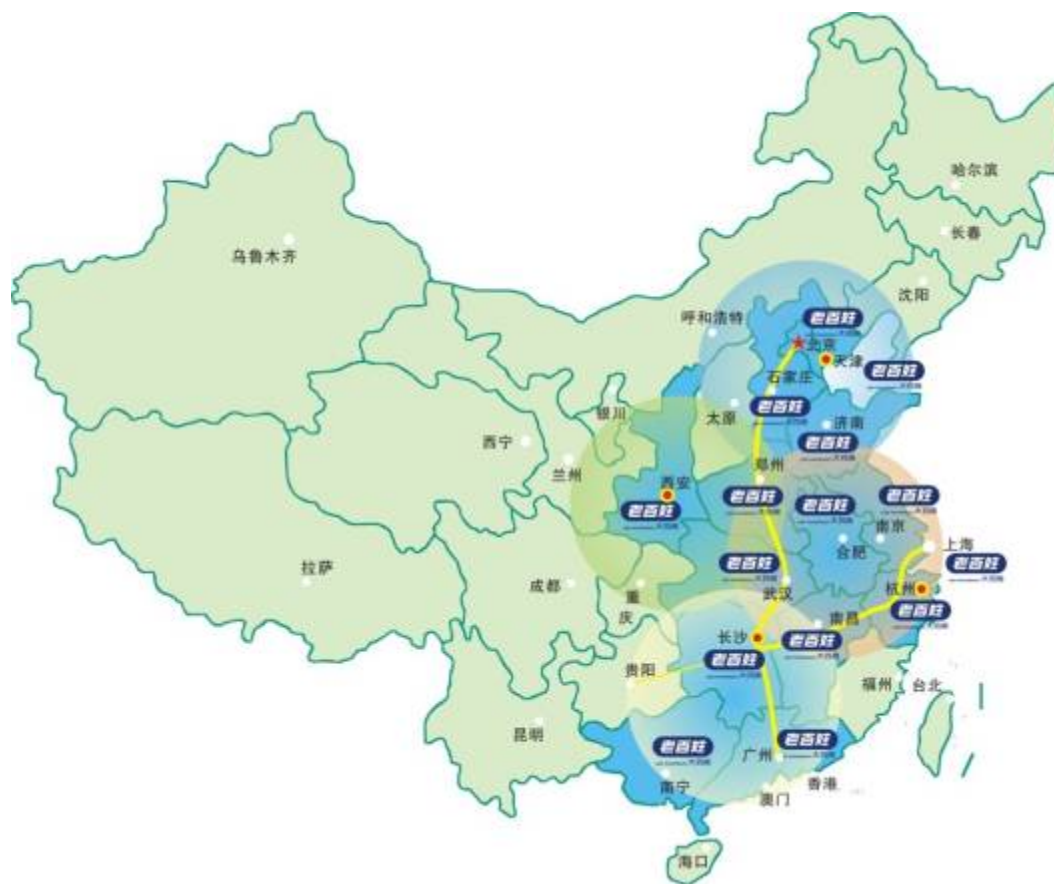 哈尔滨
长春
乌鲁木齐
沈阳
呼和浩特
老百姓
北京
天津
老百姓
石家庄
银川
太原
老百姓
济南
西宁
老百姓
兰州
郑州
西安
老百姓
老百姓
老百姓
老百姓
南京
合肥
上海
老百姓
老百姓
拉萨
成都
重
庆
武汉
杭州
老百姓
南昌
长沙
老百姓
贵阳
老百姓
福州
台北
昆明
老百姓
老百姓
广州
南宁
香港
澳门
海口